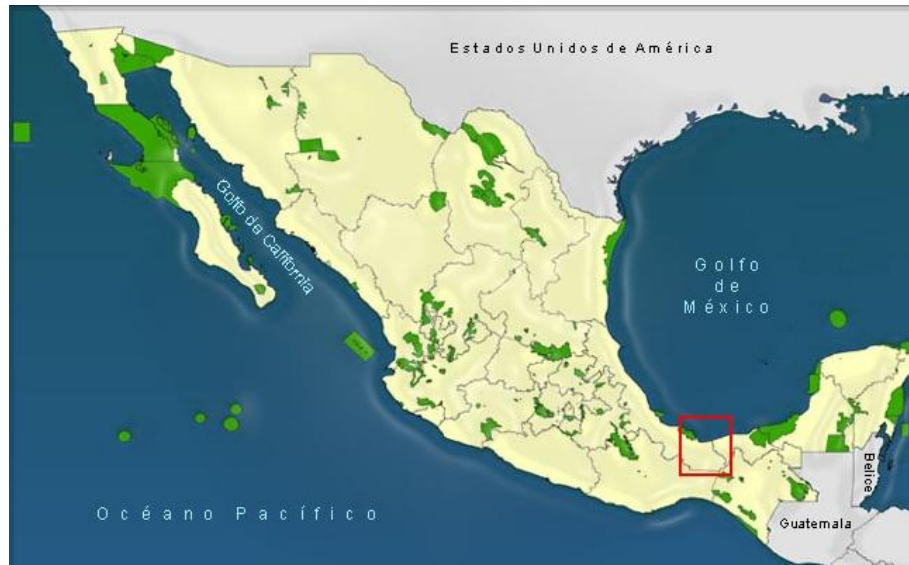 Estados Unidos de América
Golfo de California
Golfo
de
México
Belice
Guatemala
Océano Pacífico